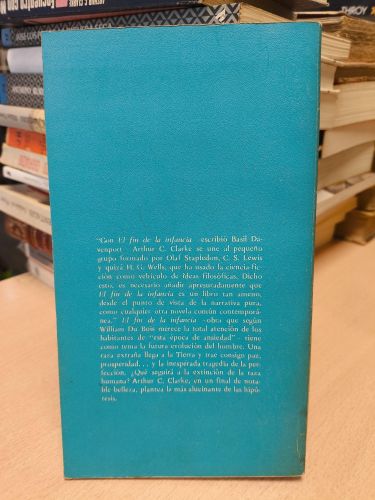 ARTHUR C. CLARKE
Encuentro con
THROY
"Con El fin de la infancia —escribió Basil Da-
venport— Arthur C. Clarke se une al pequeño
grupo formado por Olaf Stapledon, C. S. Lewis
y quizá H. G. Wells, que ha usado la ciencia-fic-
ción como vehículo de ideas filosóficas. Dicho
esto, es necesario añadir apresuradamente que
El fin de la infancia es un libro tan ameno,
desde el punto de vista de la narrativa pura,
como cualquier otra novela común contemporá-
nea." El fin de la infancia —obra que según
William Du Bois merece la total atención de los
habitantes de "esta época de ansiedad"— tiene
como tema la futura evolución del hombre. Una
raza extraña llega a la Tierra y trae consigo paz,
prosperidad. . . y la inesperada tragedia de la per-
fección. ¿Qué seguirá a la extinción de la raza
humana? Arthur C. Clarke, en un final de nota-
ble belleza, plantea la más alucinante de las hipó-
tesis.